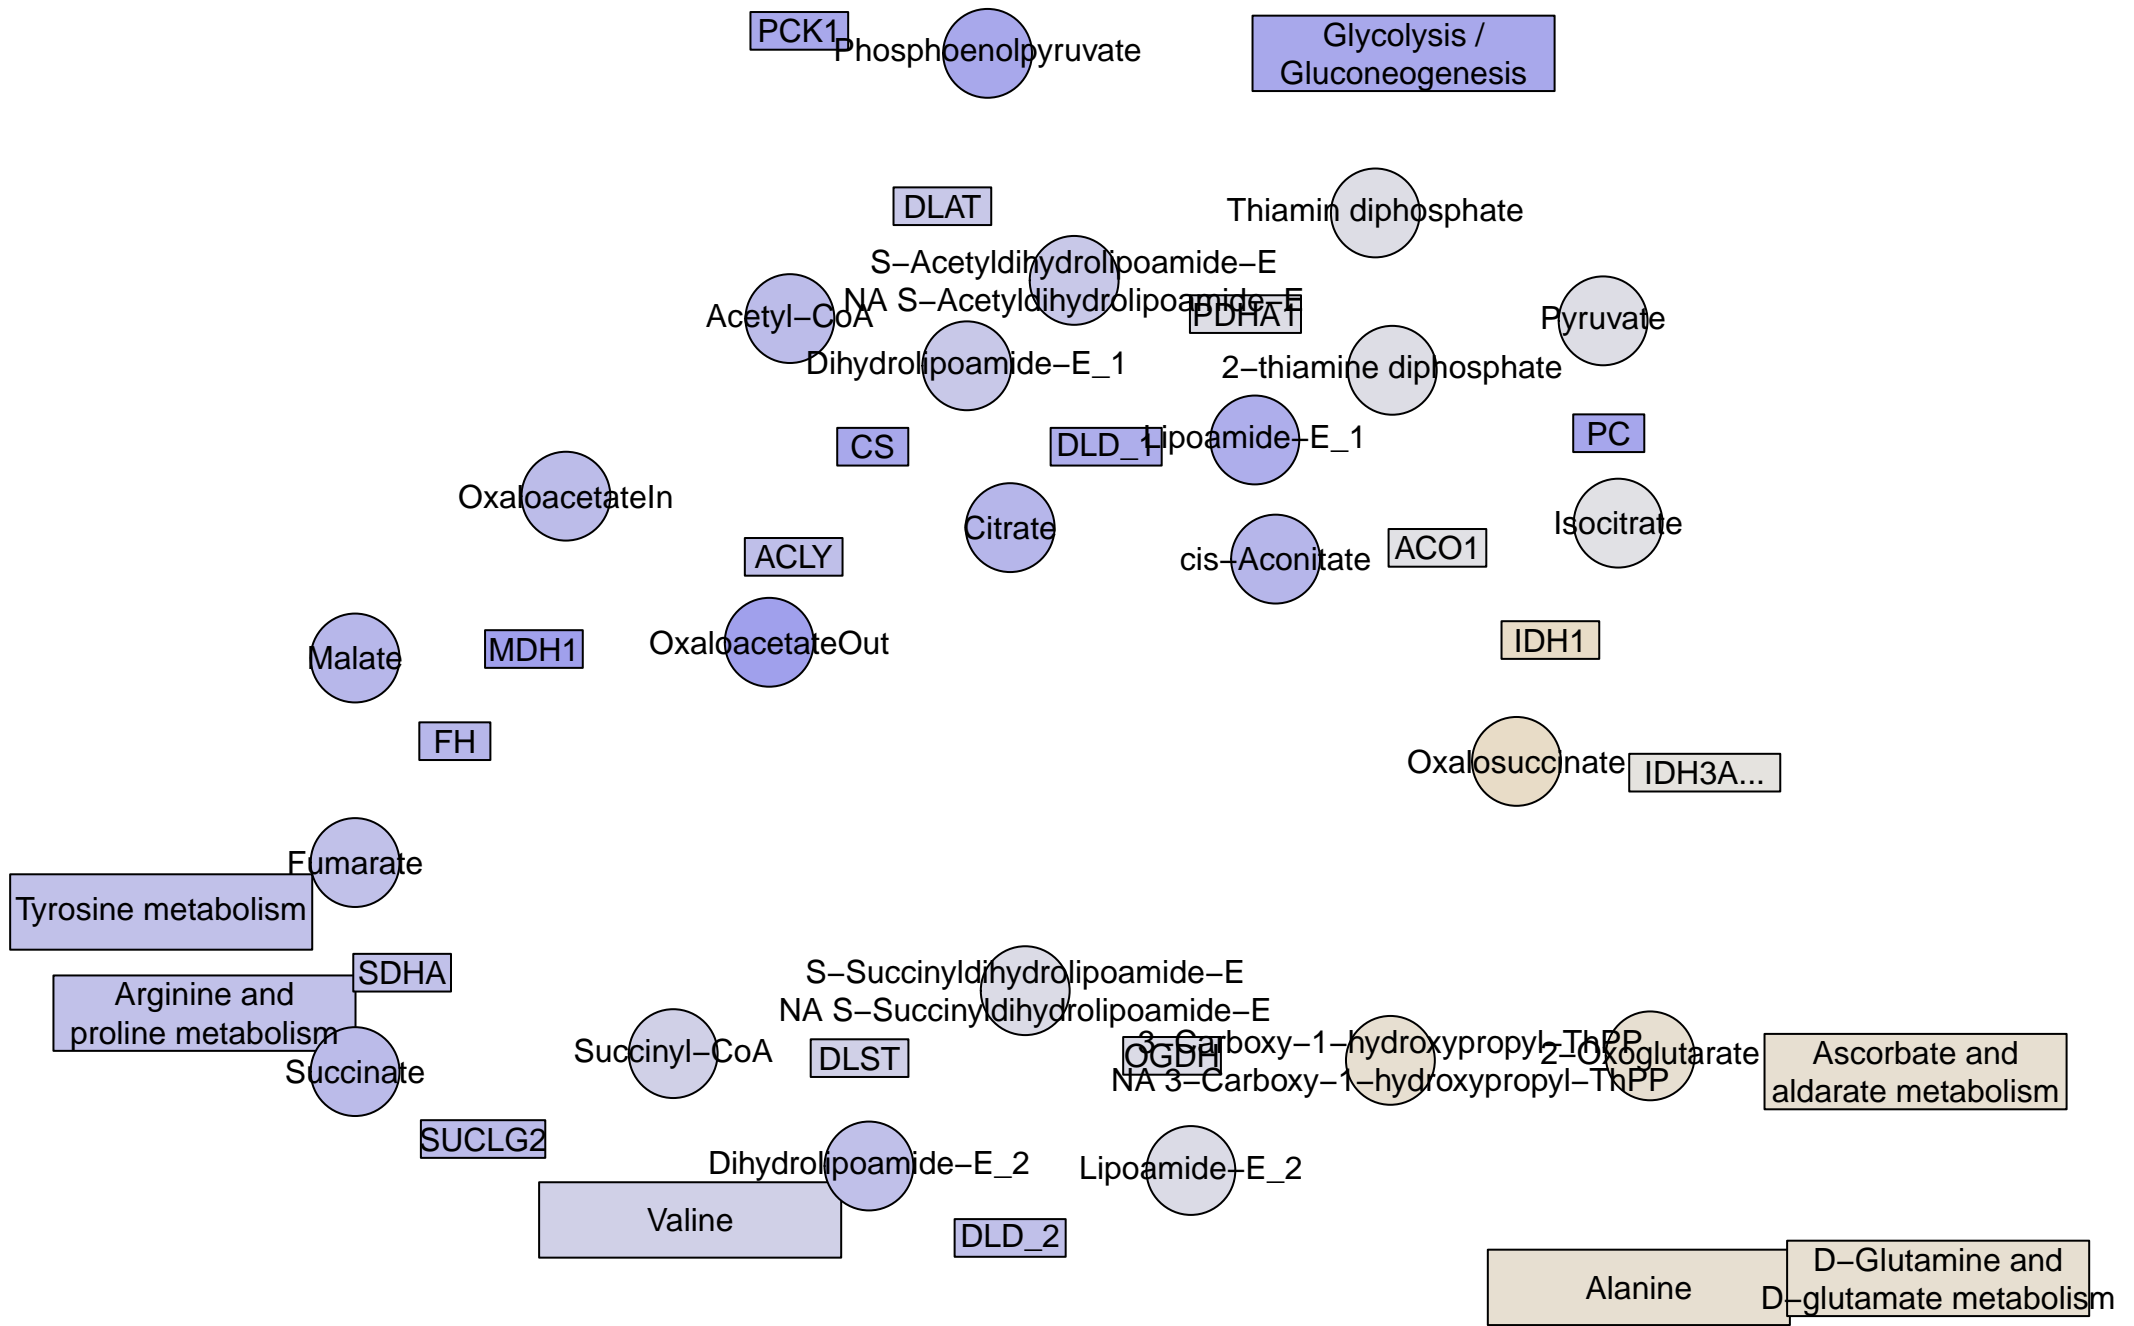 PCK1
Phosphoenolpyruvate
Glycolysis /
Gluconeogenesis
DLAT
Thiamin diphosphate
S−Acetyldihydrolipoamide−E
NA S−Acetyldihydrolipoamide−E
Acetyl−CoA
PDHA1
Pyruvate
Dihydrolipoamide−E_1
2−thiamine diphosphate
CS
DLD_1
Lipoamide−E_1
PC
OxaloacetateIn
Citrate
Isocitrate
ACLY
cis−Aconitate
ACO1
Malate
MDH1
OxaloacetateOut
IDH1
FH
Oxalosuccinate
IDH3A...
Fumarate
Tyrosine metabolism
SDHA
Arginine and
proline metabolism
Succinate
S−Succinyldihydrolipoamide−E
NA S−Succinyldihydrolipoamide−E
Succinyl−CoA
DLST
OGDH
3−Carboxy−1−hydroxypropyl−ThPP
NA 3−Carboxy−1−hydroxypropyl−ThPP
2−Oxoglutarate
Ascorbate and
aldarate metabolism
SUCLG2
Dihydrolipoamide−E_2
Lipoamide−E_2
Valine
DLD_2
Alanine
D−Glutamine and
D−glutamate metabolism